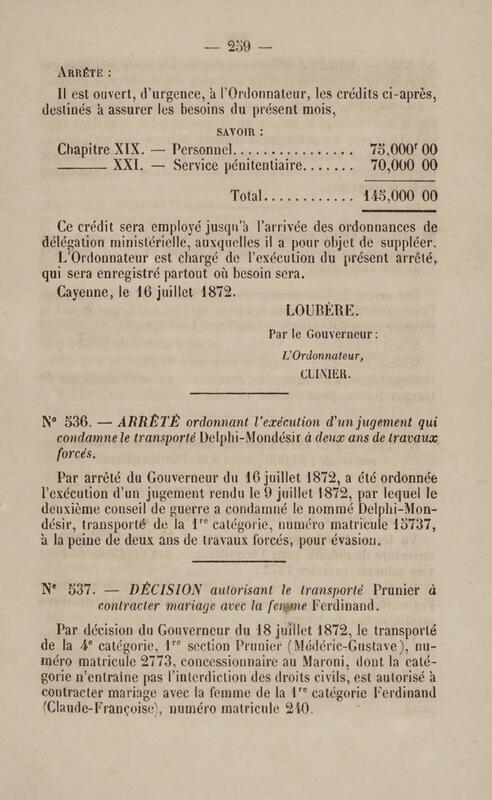 — 259 —
ARRÊTE :
Il est ouvert, d'urgence, à l'Ordonnateur, les crédits ci-après,
destinés à assurer les besoins du présent mois,
SAVOIR :
Chapitre XIX. — Personnel................ 75,000ᶠ 00
——— XXI. — Service pénitentiaire....... 70,000 00
Total............ 145,000 00
Ce crédit sera employé jusqu'à l'arrivée des ordonnances de
délégation ministérielle, auxquelles il a pour objet de suppléer.
L'Ordonnateur est chargé de l'exécution du présent arrêté,
qui sera enregistré partout où besoin sera.
Cayenne, le 16 juillet 1872.
LOUBÈRE.
Par le Gouverneur :
L'Ordonnateur,
CLINIER.
N° 536. — ARRÊTÉ ordonnant l'exécution d'un jugement qui
condamne le transporté Delphi-Mondésir à deux ans de travaux
forcés.
Par arrêté du Gouverneur du 16 juillet 1872, a été ordonnée
l'exécution d'un jugement rendu le 9 juillet 1872, par lequel le
deuxième conseil de guerre a condamné le nommé Delphi-Mon-
désir, transporté de la 1re catégorie, numéro matricule 15737,
à la peine de deux ans de travaux forcés, pour évasion.
Ne 537. — DÉCISION autorisant le transporté Prunier à
contracter mariage avec la femme Ferdinand.
Par décision du Gouverneur du 18 juillet 1872, le transporté
de la 4e catégorie, 1re section Prunier (Médéric-Gustave), nu-
méro matricule 2773, concessionnaire au Maroni, dont la caté-
gorie n'entraîne pas l'interdiction des droits civils, est autorisé à
contracter mariage avec la femme de la 1re catégorie Ferdinand
(Claude-Françoise), numéro matricule 240.